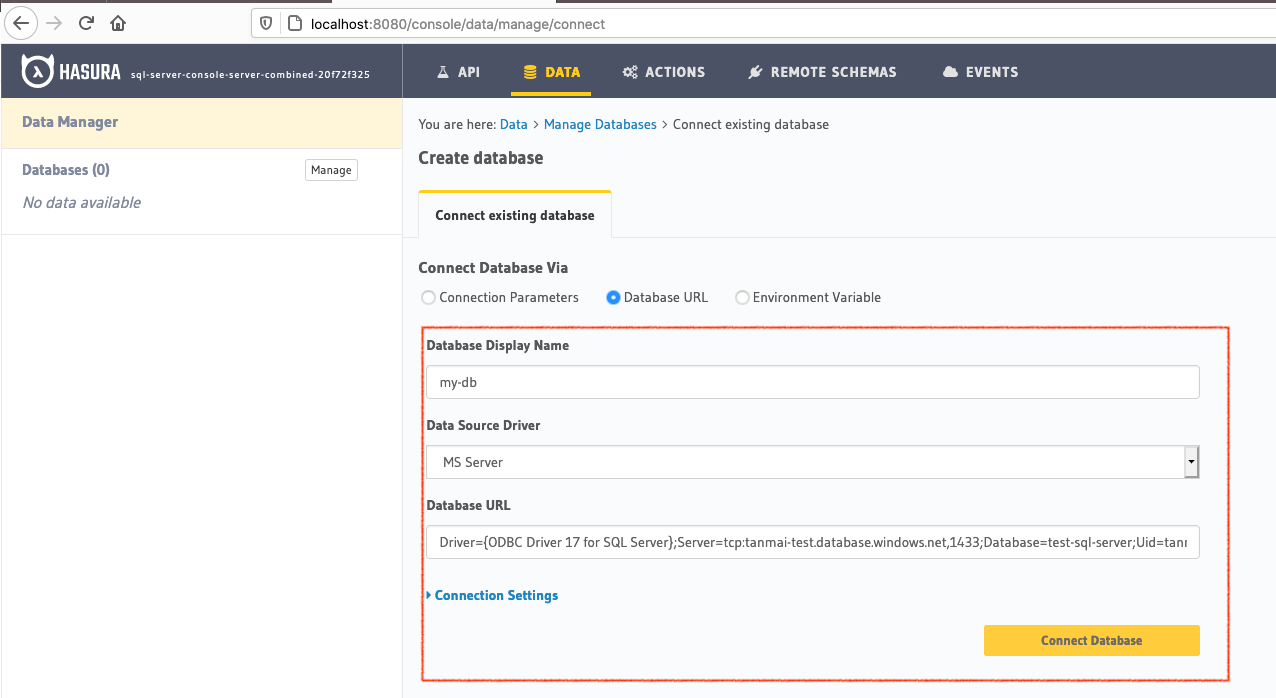 localhost:8080/console/data/manage/connect
HASURA sql-server-console-server-combined-20f72f325
API DATA ACTIONS REMOTE SCHEMAS EVENTS
Data Manager
Databases (0) Manage
No data available
You are here: Data > Manage Databases > Connect existing database
Create database
Connect existing database
Connect Database Via
Connection Parameters Database URL Environment Variable
Database Display Name
my-db
Data Source Driver
MS Server
Database URL
Driver={ODBC Driver 17 for SQL Server};Server=tcp:tanmai-test.database.windows.net,1433;Database=test-sql-server;Uid=
Connection Settings
Connect Database